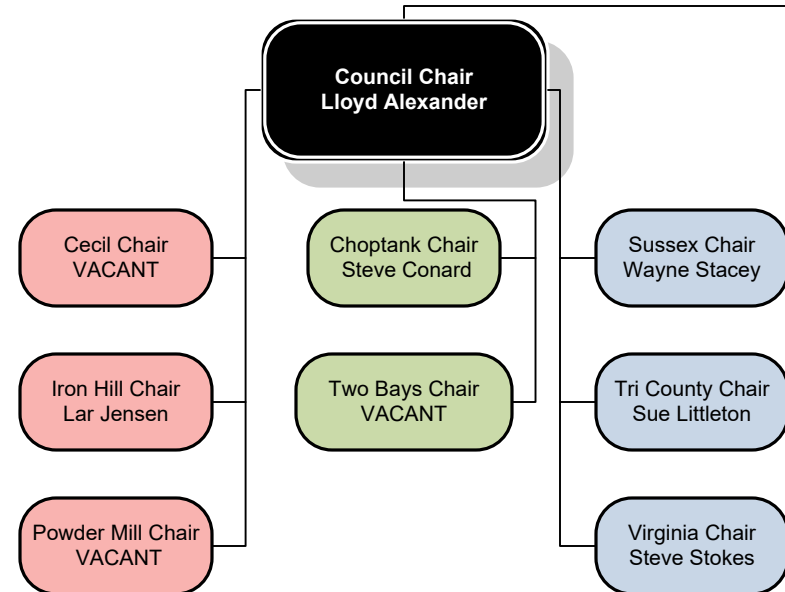 Council Chair
Lloyd Alexander
Cecil Chair
VACANT
Choptank Chair
Steve Conard
Sussex Chair
Wayne Stacey
Iron Hill Chair
Lar Jensen
Two Bays Chair
VACANT
Tri County Chair
Sue Littleton
Powder Mill Chair
VACANT
Virginia Chair
Steve Stokes